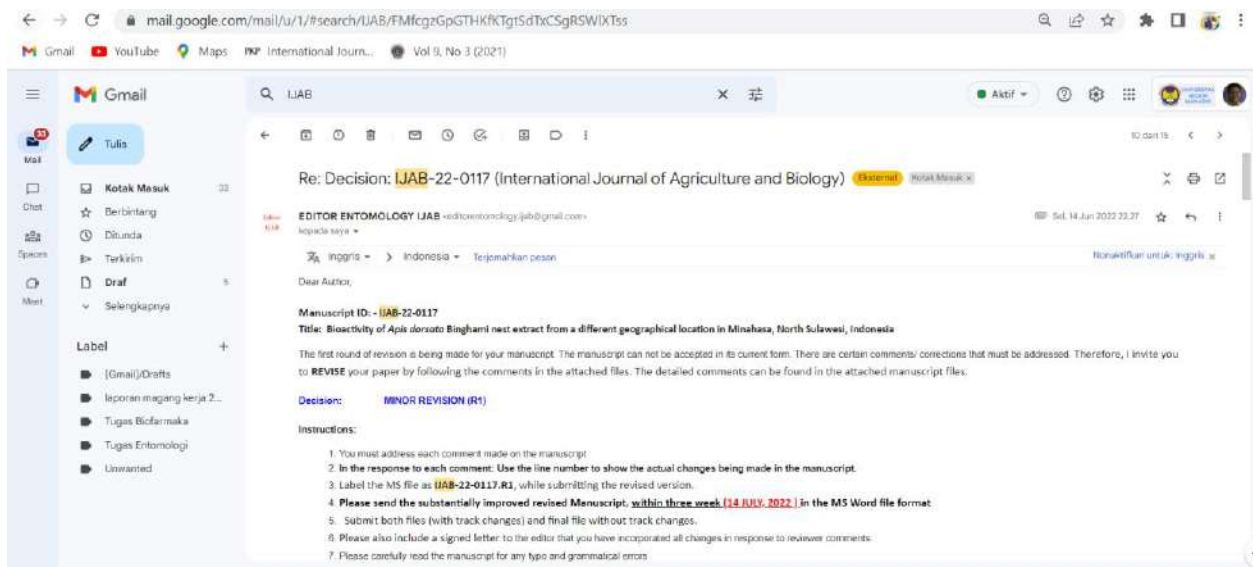 mail.google.com/mail/u/1/#search/IJAB/FMfcgzGpGTHKfKTgtSdTxCSgRSWlXTss
Gmail YouTube Maps PKP International Journ... Vol 9, No 3 (2021)
Gmail
IJAB
Aktif
33
Mail
Chat
Spaces
Meet
Tulis
Kotak Masuk 33
Berbintang
Ditunda
Terkirim
Draf 5
Selengkapnya
Label +
[Gmail]/Drafts
laporan magang kerja 2...
Tugas Biofarmaka
Tugas Entomologi
Unwanted
10 dari 15
Re: Decision: IJAB-22-0117 (International Journal of Agriculture and Biology) Eksternal Kotak Masuk x
EDITOR ENTOMOLOGY IJAB <editorentomology.ijab@gmail.com> Sel, 14 Jun 2022 22.27
kepada saya
Inggris > Indonesia Terjemahkan pesan Nonaktifkan untuk: Inggris x
Dear Author,
Manuscript ID: - IJAB-22-0117
Title: Bioactivity of Apis dorsata Binghami nest extract from a different geographical location in Minahasa, North Sulawesi, Indonesia
The first round of revision is being made for your manuscript. The manuscript can not be accepted in its current form. There are certain comments/ corrections that must be addressed. Therefore, I invite you
to REVISE your paper by following the comments in the attached files. The detailed comments can be found in the attached manuscript files.
Decision: MINOR REVISION (R1)
Instructions:
1. You must address each comment made on the manuscript
2. In the response to each comment: Use the line number to show the actual changes being made in the manuscript.
3. Label the MS file as IJAB-22-0117.R1, while submitting the revised version.
4. Please send the substantially improved revised Manuscript, within three week (14 JULY, 2022 ) in the MS Word file format
5. Submit both files (with track changes) and final file without track changes.
6. Please also include a signed letter to the editor that you have incorporated all changes in response to reviewer comments
7. Please carefully read the manuscript for any typo and grammatical errors